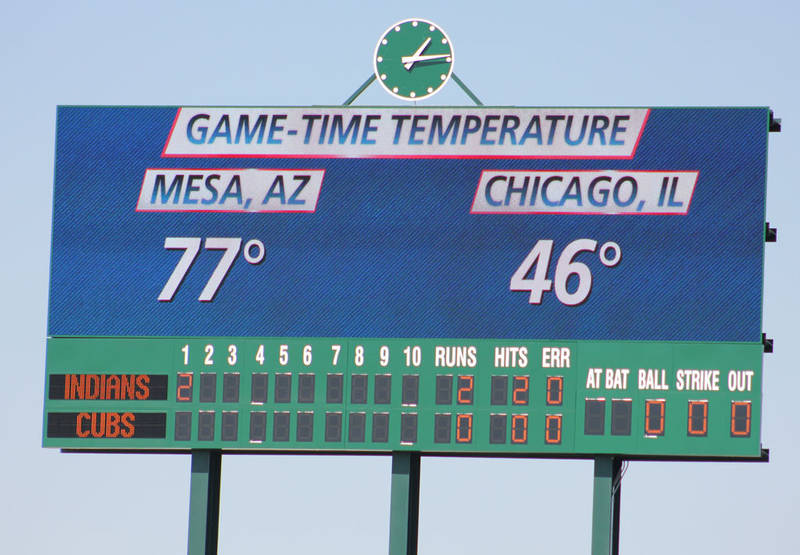 GAME-TIME TEMPERATURE
MESA, AZ CHICAGO, IL
77° 46°
1 2 3 4 5 6 7 8 9 10 RUNS HITS ERR
AT BAT BALL STRIKE OUT
INDIANS 2 2 2 0
CUBS 0 0 0 0 0 0